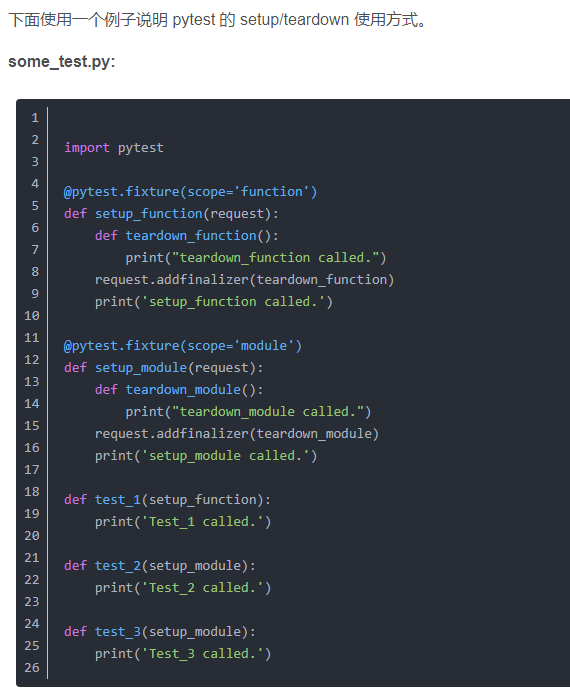 下面使用一个例子说明 pytest 的 setup/teardown 使用方式。
some_test.py:
1
2 import pytest
3
4 @pytest.fixture(scope='function')
5 def setup_function(request):
6     def teardown_function():
7         print("teardown_function called.")
8     request.addfinalizer(teardown_function)
9     print('setup_function called.')
10
11 @pytest.fixture(scope='module')
12 def setup_module(request):
13     def teardown_module():
14         print("teardown_module called.")
15     request.addfinalizer(teardown_module)
16     print('setup_module called.')
17
18 def test_1(setup_function):
19     print('Test_1 called.')
20
21 def test_2(setup_module):
22     print('Test_2 called.')
23
24 def test_3(setup_module):
25     print('Test_3 called.')
26